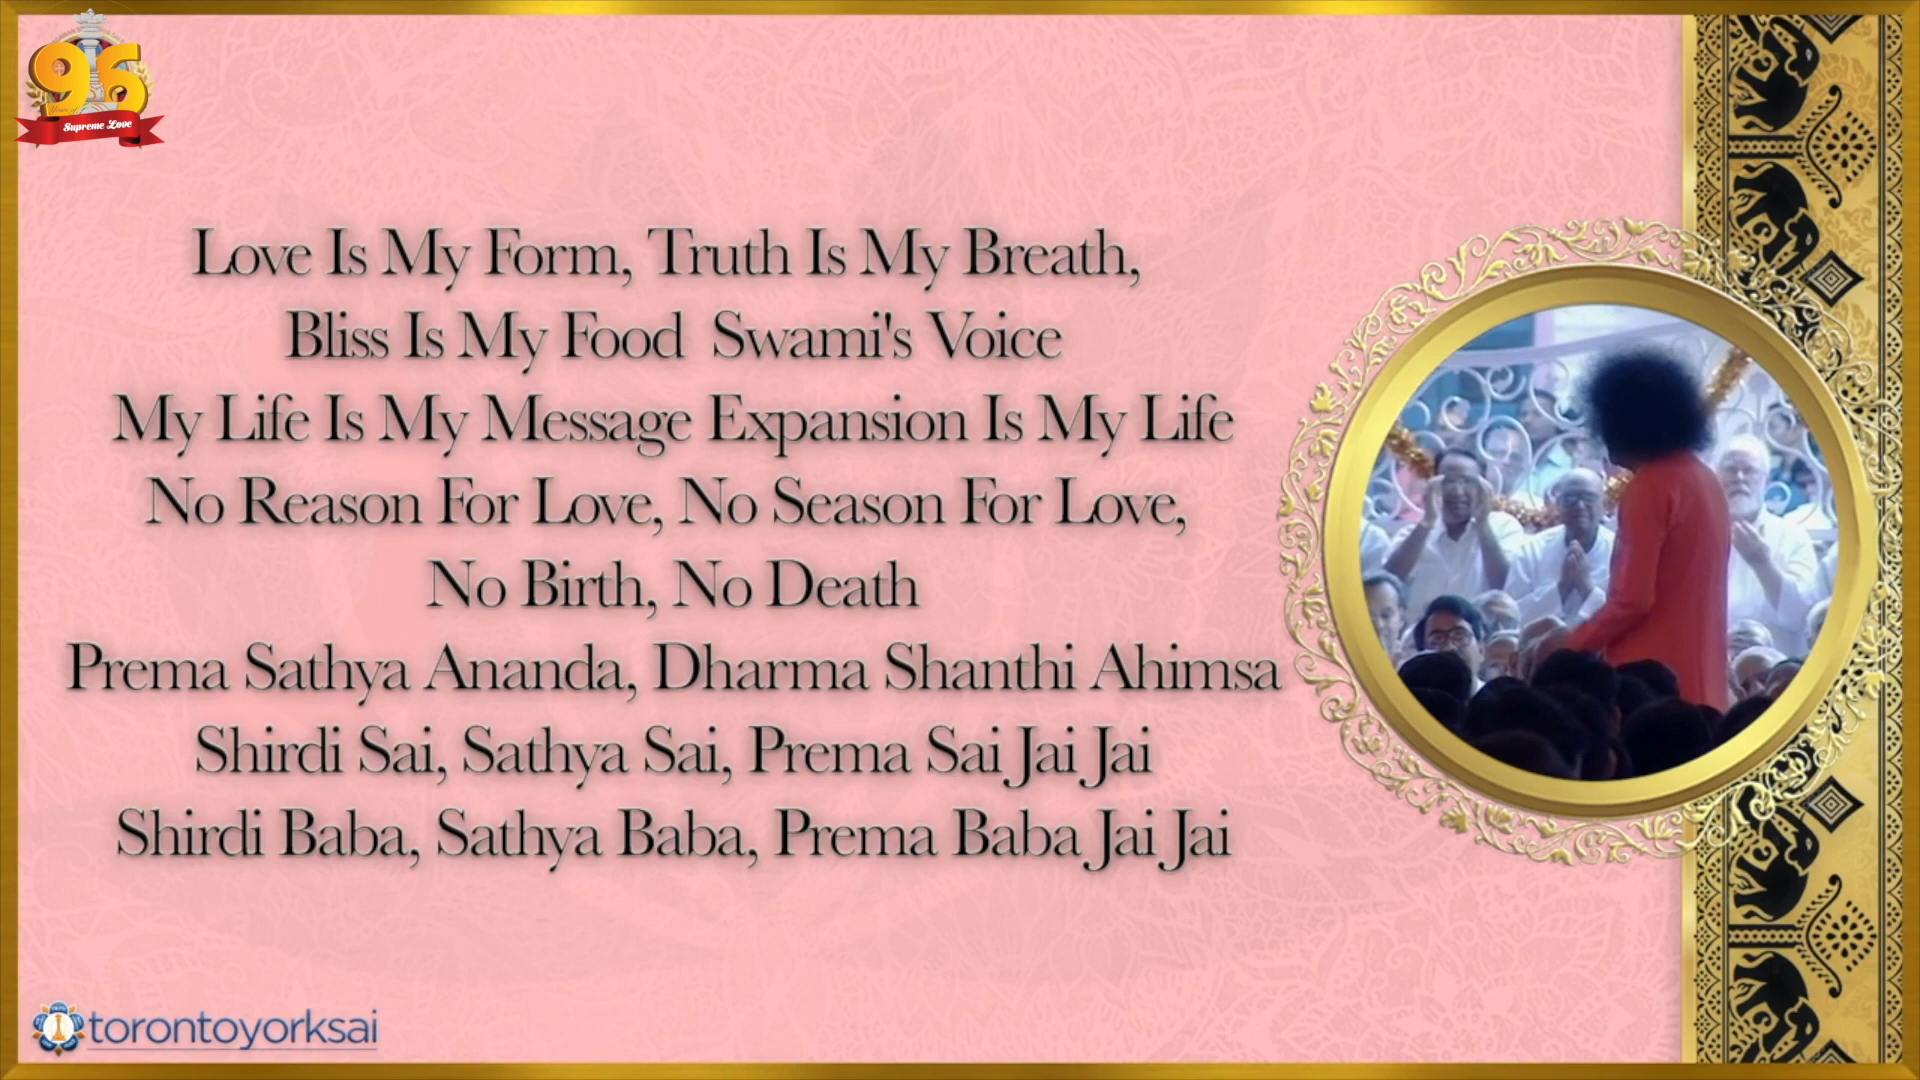 96
Years of
Supreme Love
Love Is My Form, Truth Is My Breath,
Bliss Is My Food Swami's Voice
My Life Is My Message Expansion Is My Life
No Reason For Love, No Season For Love,
No Birth, No Death
Prema Sathya Ananda, Dharma Shanthi Ahimsa
Shirdi Sai, Sathya Sai, Prema Sai Jai Jai
Shirdi Baba, Sathya Baba, Prema Baba Jai Jai
torontoyorksai